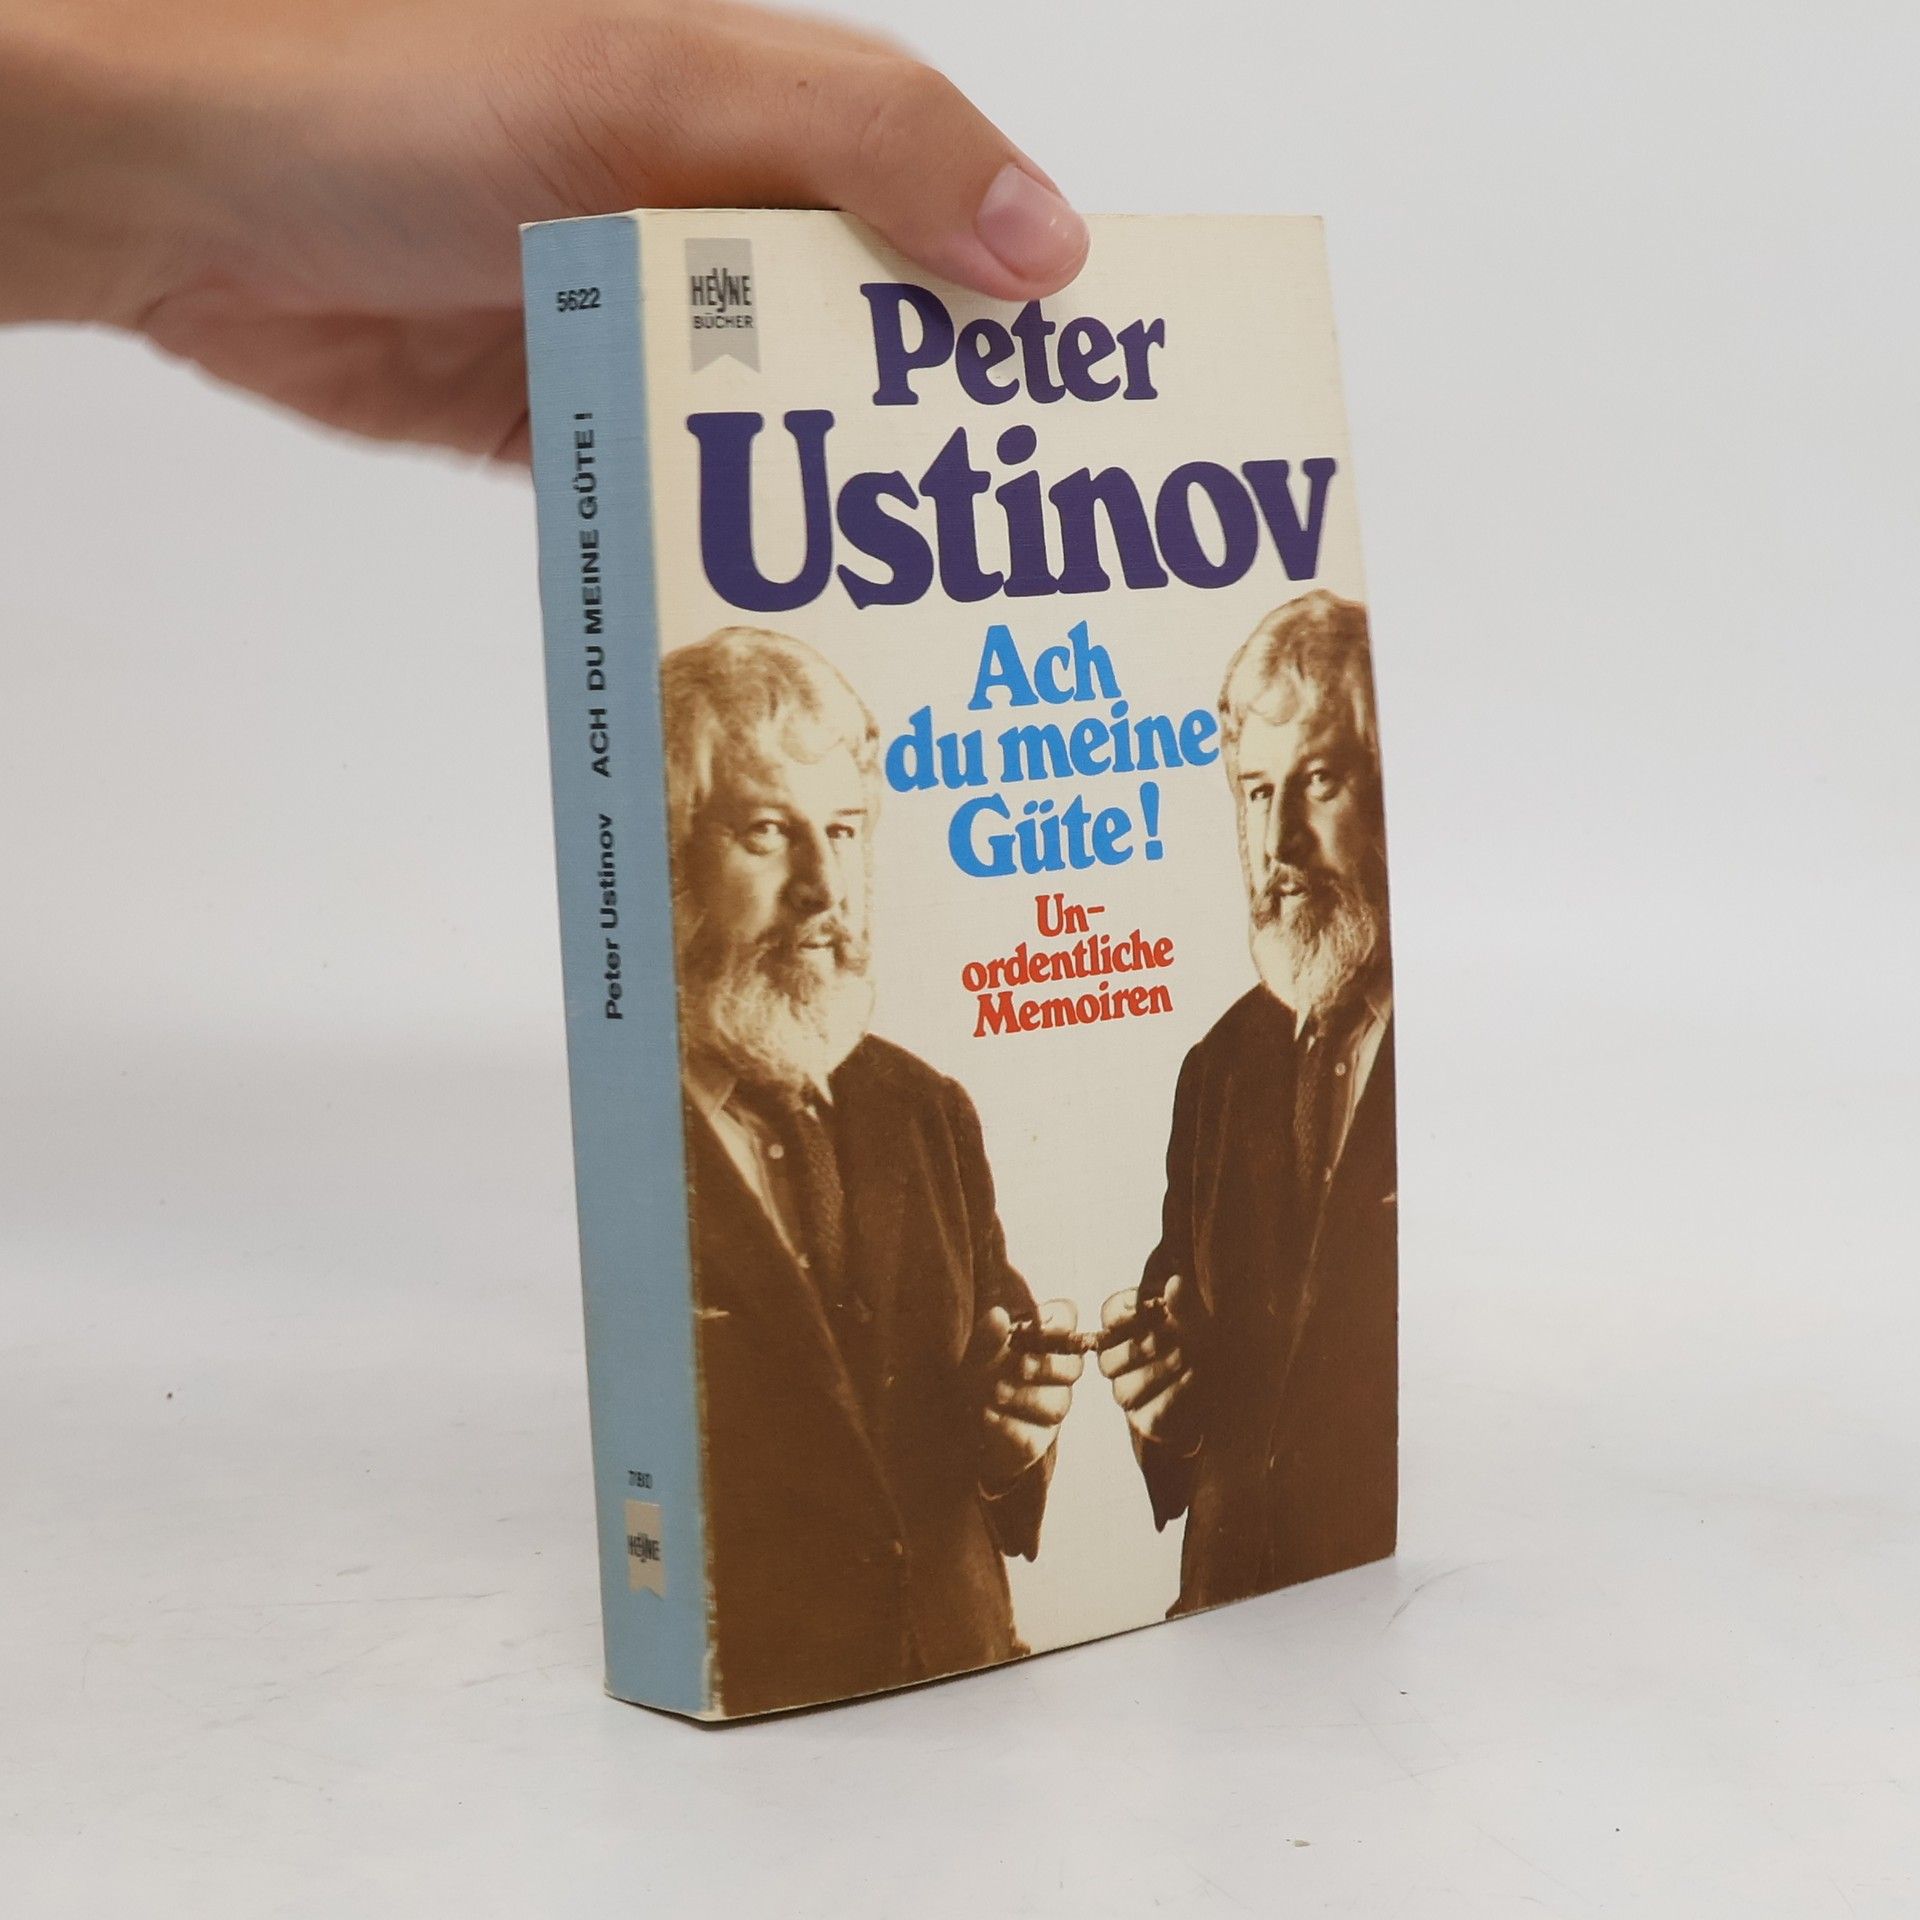 5622
Peter Ustinov ACH DU MEINE GÜTE!
HEYNE
HEYNE
BÜCHER
Peter
Ustinov
Ach
du meine
Güte!
Un-
ordentliche
Memoiren